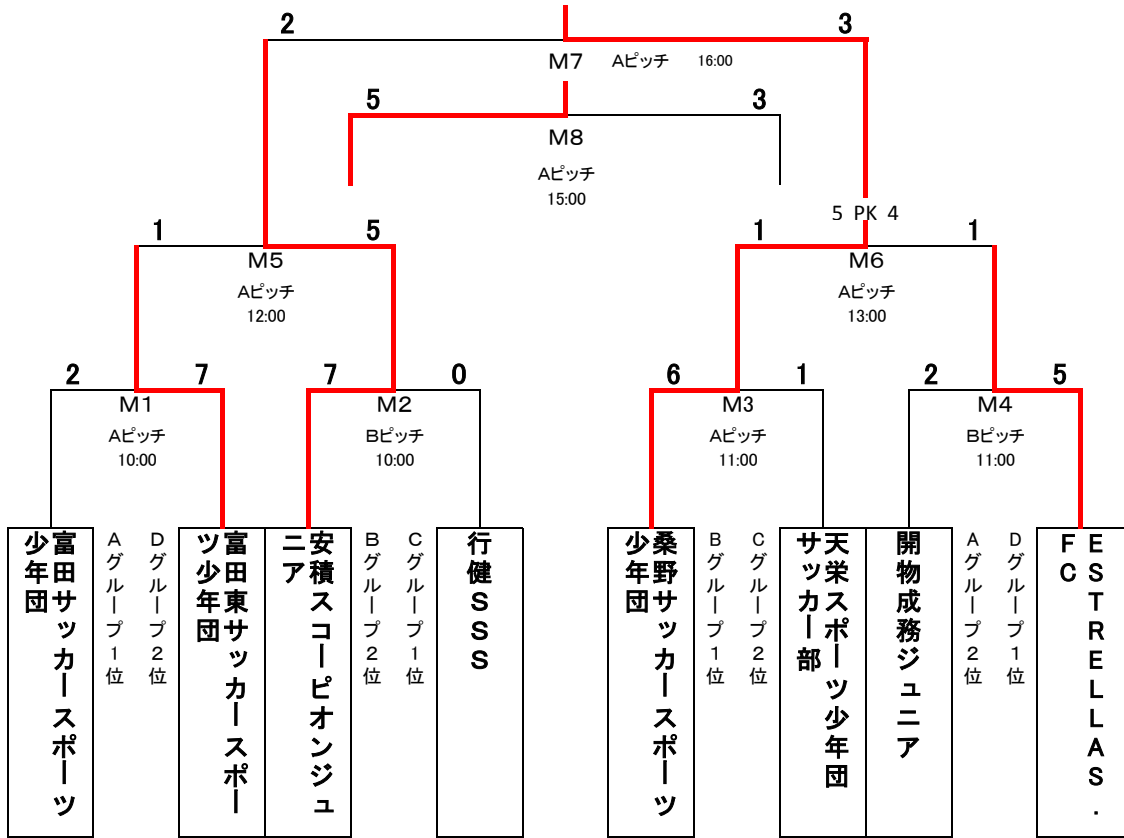 2
3
M7 Aピッチ 16:00
5
3
M8
Aピッチ
15:00
5 PK 4
1
5
1
1
M5
M6
Aピッチ
Aピッチ
12:00
13:00
2
7
7
0
6
1
2
5
M1
M2
M3
M4
Aピッチ
Bピッチ
Aピッチ
Bピッチ
10:00
10:00
11:00
11:00
富田サッカースポーツ
少年団
Aグループ1位
Dグループ2位
富田東サッカースポー
ツ少年団
安積スコーピオンジュ
ニア
Bグループ2位
Cグループ1位
行健SSS
桑野サッカースポーツ
少年団
Bグループ1位
Cグループ2位
天栄スポーツ少年団
サッカー部
開物成務ジュニア
Aグループ2位
Dグループ1位
ESTRELLAS.
FC